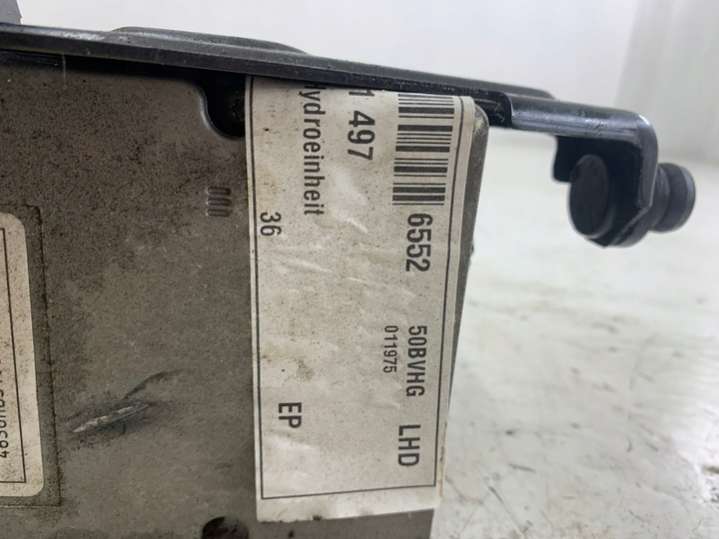 6552 50BVHG LHD
011975
1 497
ydroeinheit
36 EP